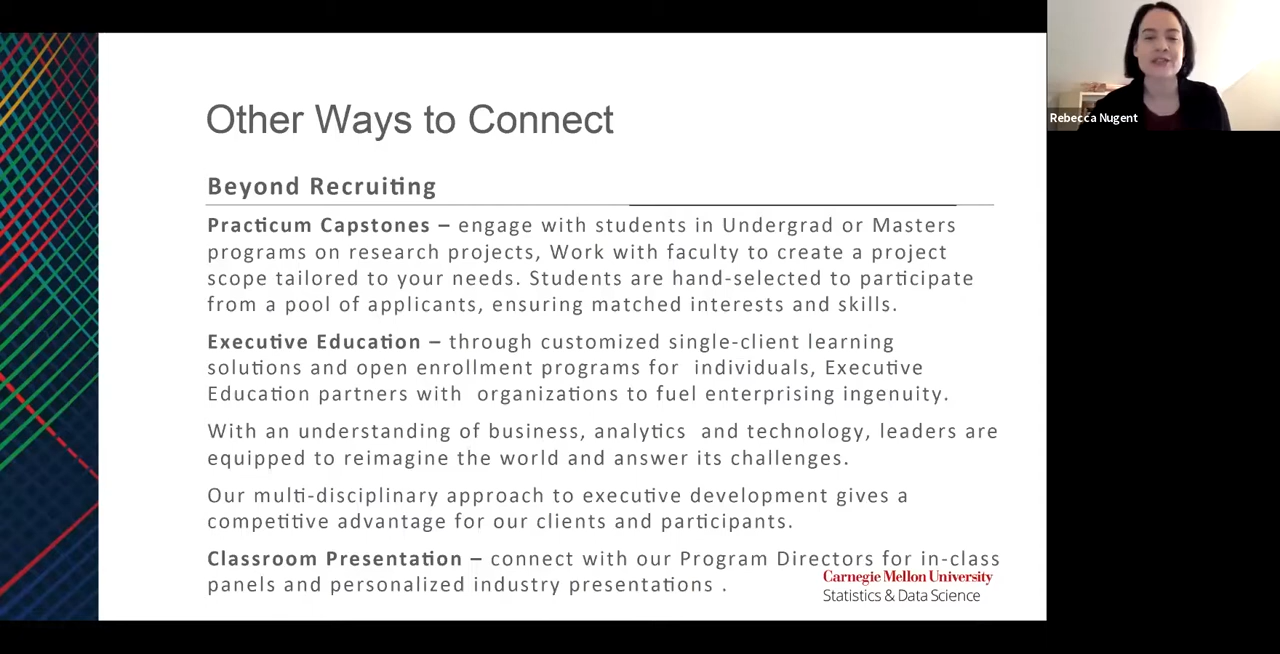 Other Ways to Connect
Beyond Recruiting
Practicum Capstones – engage with students in Undergrad or Masters
programs on research projects, Work with faculty to create a project
scope tailored to your needs. Students are hand-selected to participate
from a pool of applicants, ensuring matched interests and skills.
Executive Education – through customized single-client learning
solutions and open enrollment programs for individuals, Executive
Education partners with organizations to fuel enterprising ingenuity.
With an understanding of business, analytics and technology, leaders are
equipped to reimagine the world and answer its challenges.
Our multi-disciplinary approach to executive development gives a
competitive advantage for our clients and participants.
Classroom Presentation – connect with our Program Directors for in-class
panels and personalized industry presentations .
Carnegie Mellon University
Statistics & Data Science
Rebecca Nugent